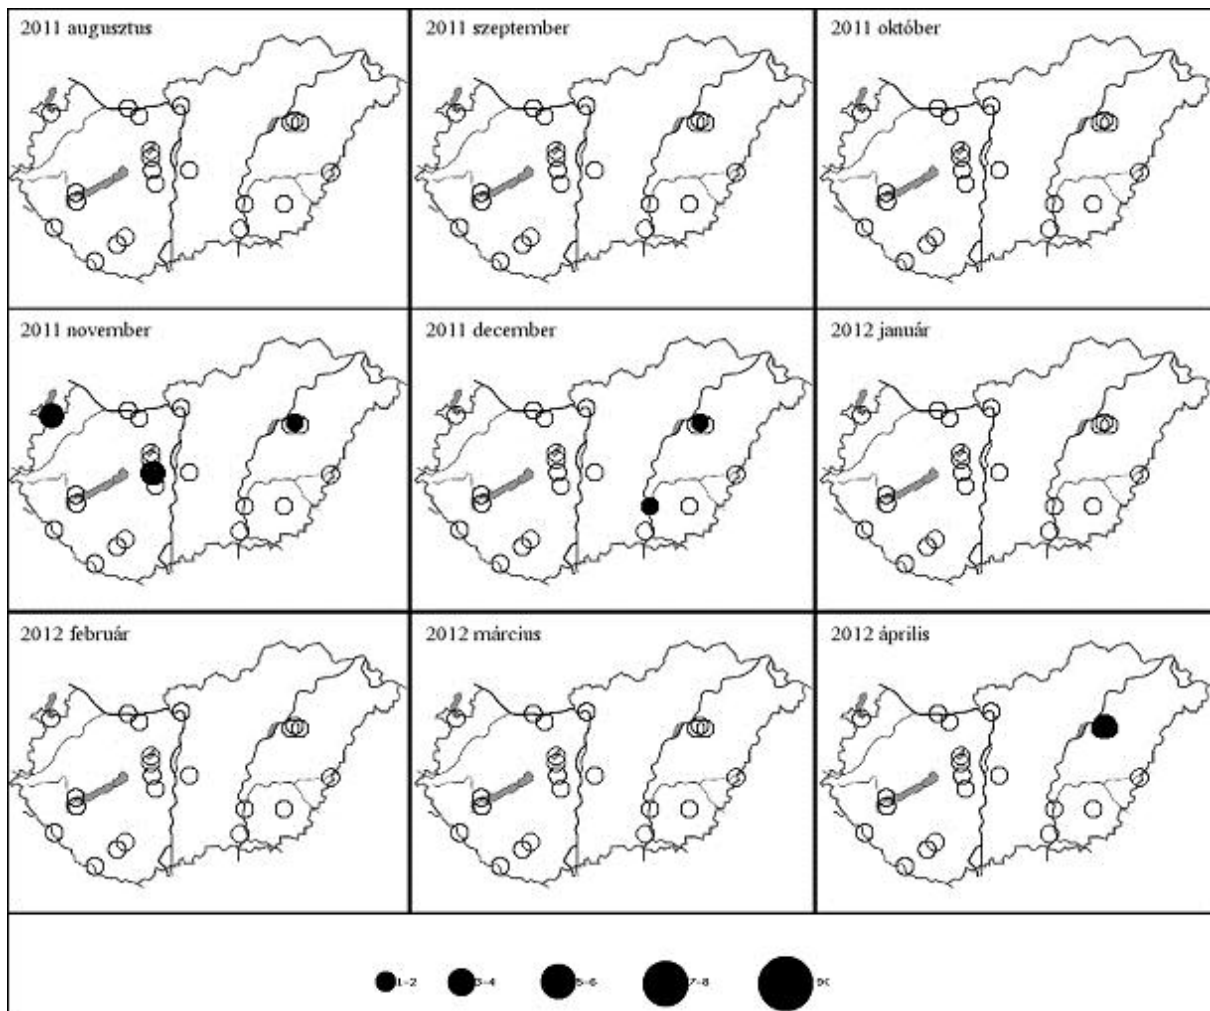 2011 augusztus
2011 szeptember
2011 október
2011 november
2011 december
2012 január
2012 február
2012 március
2012 április
1-2
3-4
5-6
7-8